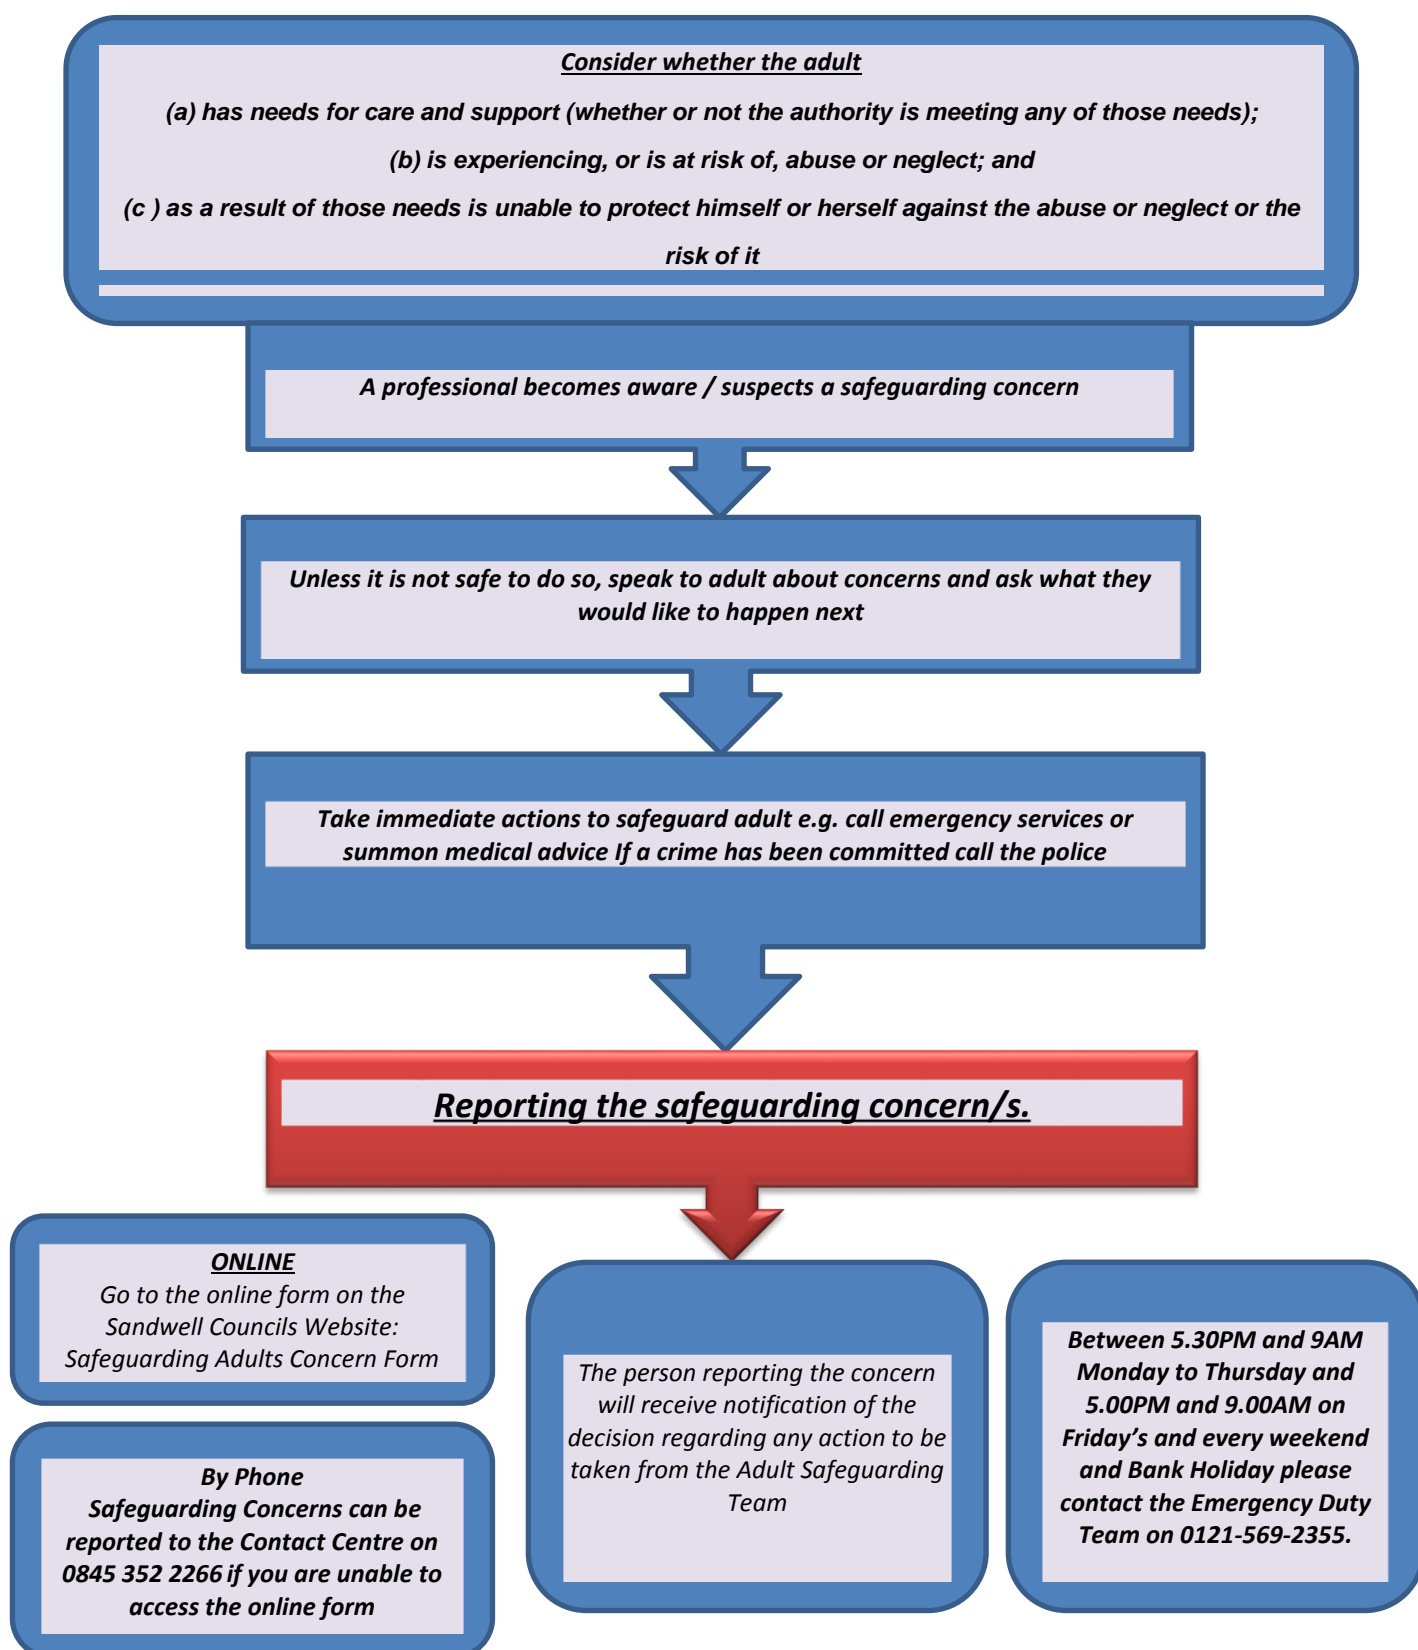 Consider whether the adult
(a) has needs for care and support (whether or not the authority is meeting any of those needs);
(b) is experiencing, or is at risk of, abuse or neglect; and
(c ) as a result of those needs is unable to protect himself or herself against the abuse or neglect or the
risk of it
A professional becomes aware / suspects a safeguarding concern
Unless it is not safe to do so, speak to adult about concerns and ask what they
would like to happen next
Take immediate actions to safeguard adult e.g. call emergency services or
summon medical advice If a crime has been committed call the police
Reporting the safeguarding concern/s.
ONLINE
Go to the online form on the
Sandwell Councils Website:
Safeguarding Adults Concern Form
By Phone
Safeguarding Concerns can be
reported to the Contact Centre on
0845 352 2266 if you are unable to
access the online form
The person reporting the concern
will receive notification of the
decision regarding any action to be
taken from the Adult Safeguarding
Team
Between 5.30PM and 9AM
Monday to Thursday and
5.00PM and 9.00AM on
Friday’s and every weekend
and Bank Holiday please
contact the Emergency Duty
Team on 0121-569-2355.